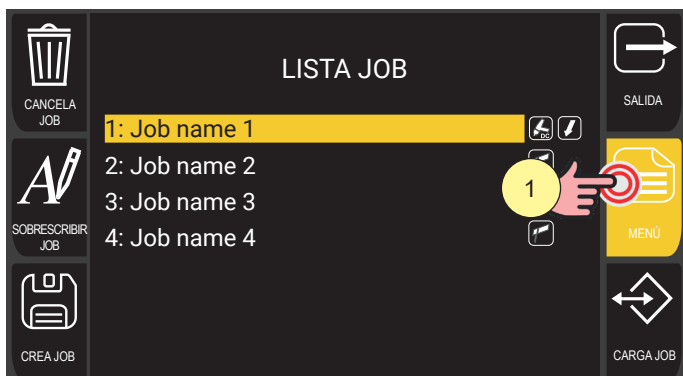 LISTA JOB
CANCELA
JOB
SALIDA
1: Job name 1
DC
2: Job name 2
3: Job name 3
1
SOBRESCRIBIR
JOB
4: Job name 4
MENÚ
CREA JOB
CARGA JOB